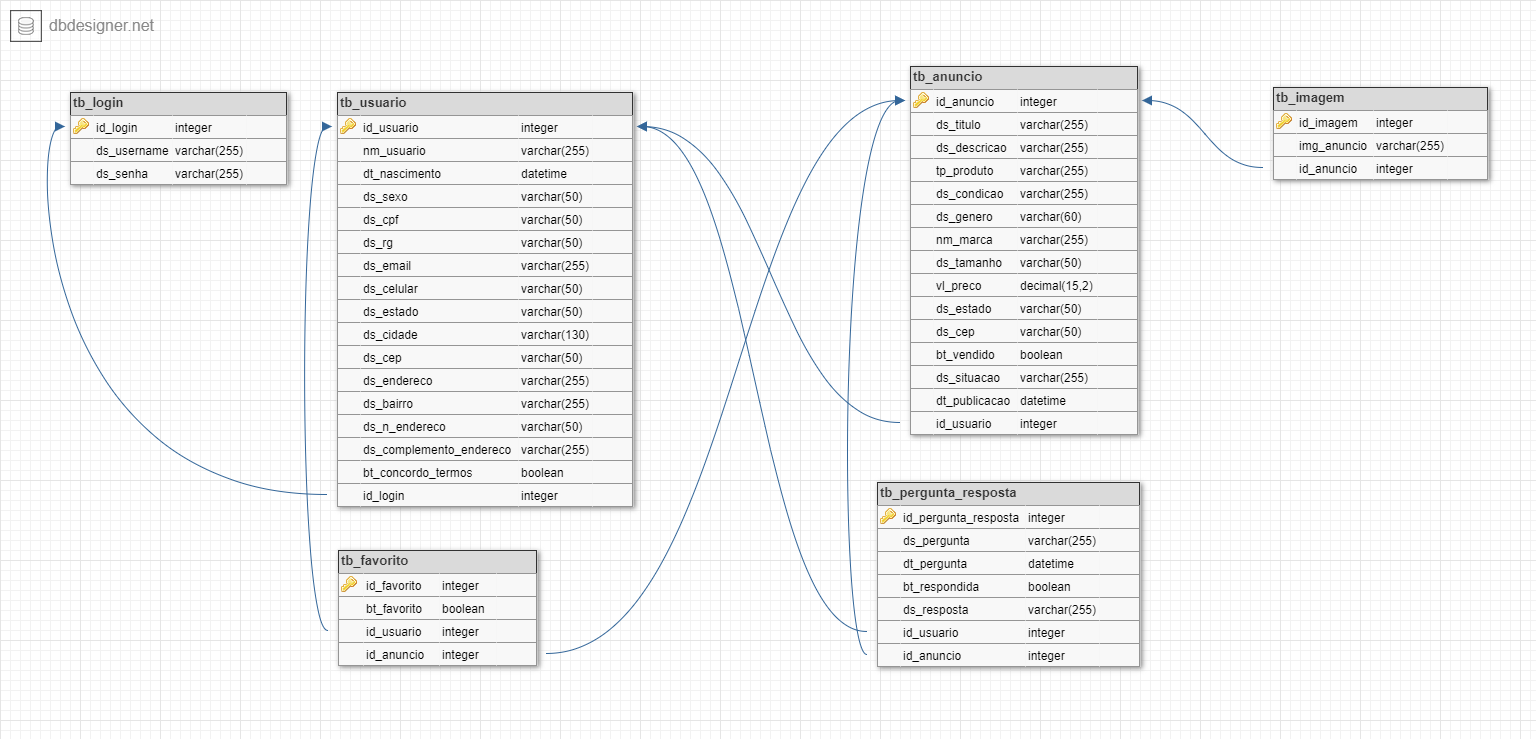 dbdesigner.net
tb_login
id_login integer
ds_username varchar(255)
ds_senha varchar(255)
tb_usuario
id_usuario integer
nm_usuario varchar(255)
dt_nascimento datetime
ds_sexo varchar(50)
ds_cpf varchar(50)
ds_rg varchar(50)
ds_email varchar(255)
ds_celular varchar(50)
ds_estado varchar(50)
ds_cidade varchar(130)
ds_cep varchar(50)
ds_endereco varchar(255)
ds_bairro varchar(255)
ds_n_endereco varchar(50)
ds_complemento_endereco varchar(255)
bt_concordo_termos boolean
id_login integer
tb_favorito
id_favorito integer
bt_favorito boolean
id_usuario integer
id_anuncio integer
tb_anuncio
id_anuncio integer
ds_titulo varchar(255)
ds_descricao varchar(255)
tp_produto varchar(255)
ds_condicao varchar(255)
ds_genero varchar(60)
nm_marca varchar(255)
ds_tamanho varchar(50)
vl_preco decimal(15,2)
ds_estado varchar(50)
ds_cep varchar(50)
bt_vendido boolean
ds_situacao varchar(255)
dt_publicacao datetime
id_usuario integer
tb_pergunta_resposta
id_pergunta_resposta integer
ds_pergunta varchar(255)
dt_pergunta datetime
bt_respondida boolean
ds_resposta varchar(255)
id_usuario integer
id_anuncio integer
tb_imagem
id_imagem integer
img_anuncio varchar(255)
id_anuncio integer